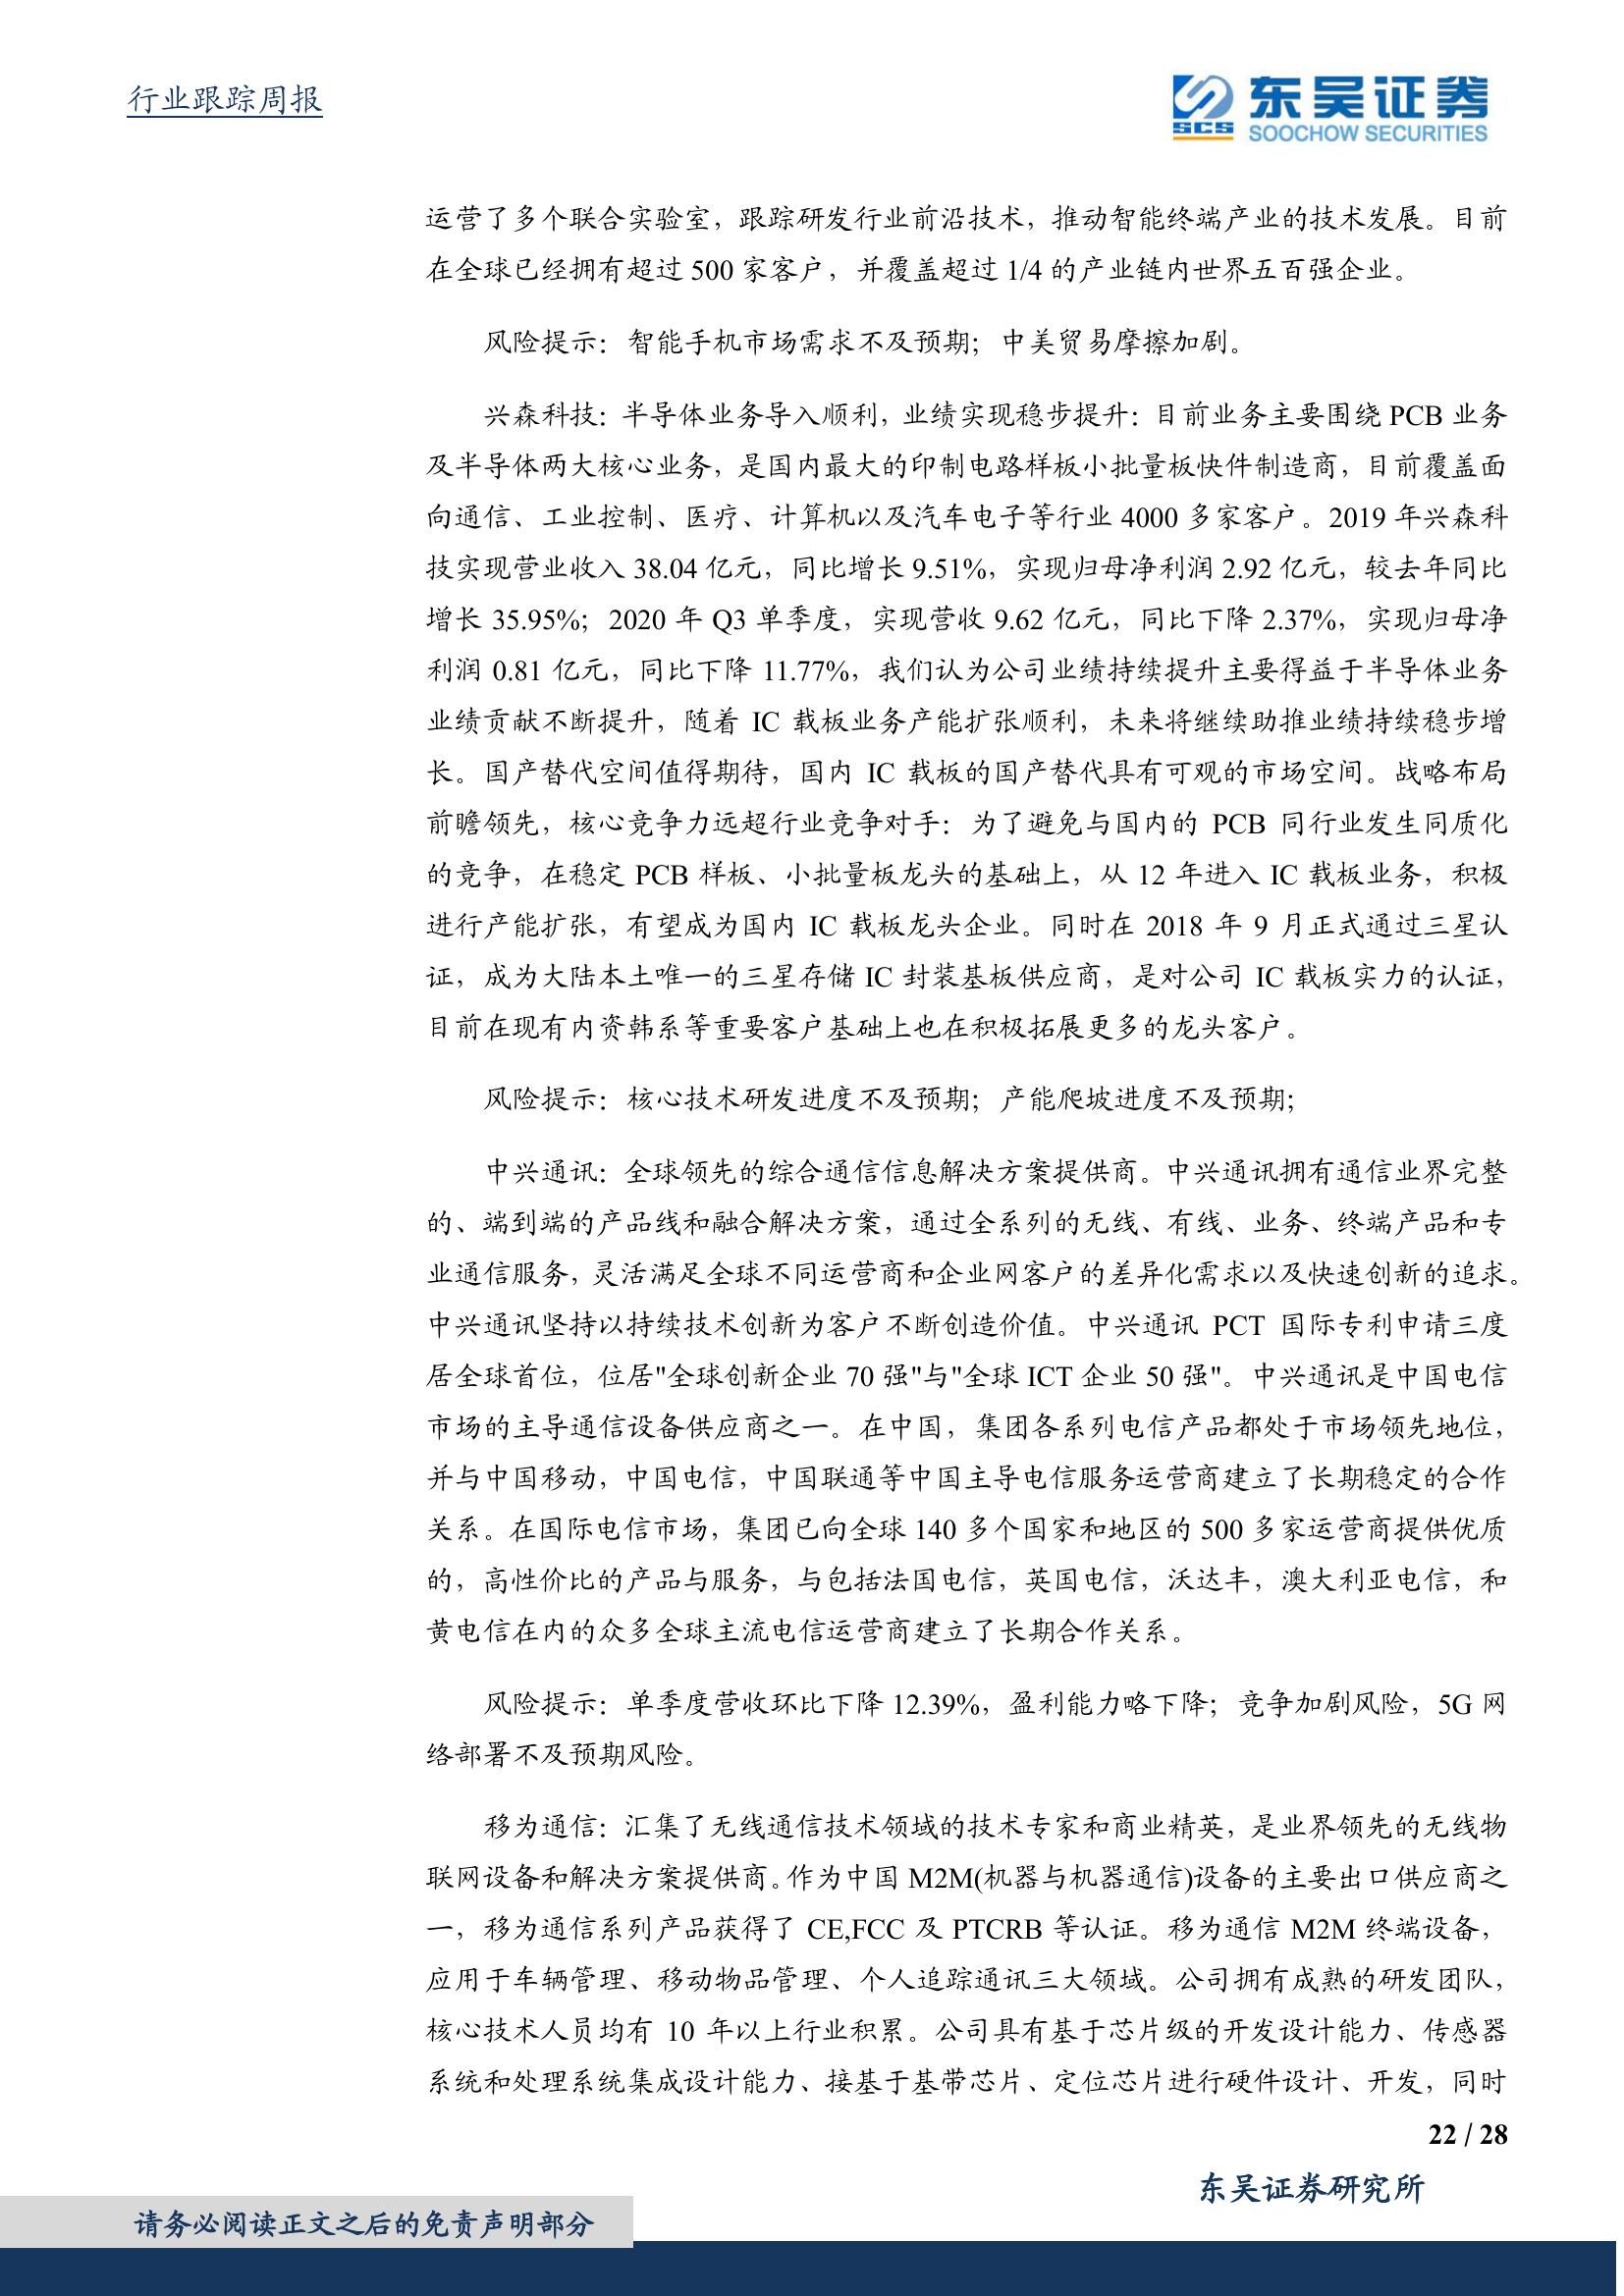 行业跟踪周报
SCS
东吴证券
SOOCHOW SECURITIES
运营了多个联合实验室，跟踪研发行业前沿技术，推动智能终端产业的技术发展。目前
在全球已经拥有超过 500 家客户，并覆盖超过 1/4 的产业链内世界五百强企业。
风险提示：智能手机市场需求不及预期；中美贸易摩擦加剧。
兴森科技：半导体业务导入顺利，业绩实现稳步提升：目前业务主要围绕 PCB 业务
及半导体两大核心业务，是国内最大的印制电路样板小批量板快件制造商，目前覆盖面
向通信、工业控制、医疗、计算机以及汽车电子等行业 4000 多家客户。2019 年兴森科
技实现营业收入 38.04 亿元，同比增长 9.51%，实现归母净利润 2.92 亿元，较去年同比
增长 35.95%；2020 年 Q3 单季度，实现营收 9.62 亿元，同比下降 2.37%，实现归母净
利润 0.81 亿元，同比下降 11.77%，我们认为公司业绩持续提升主要得益于半导体业务
业绩贡献不断提升，随着 IC 载板业务产能扩张顺利，未来将继续助推业绩持续稳步增
长。国产替代空间值得期待，国内 IC 载板的国产替代具有可观的市场空间。战略布局
前瞻领先，核心竞争力远超行业竞争对手：为了避免与国内的 PCB 同行业发生同质化
的竞争，在稳定 PCB 样板、小批量板龙头的基础上，从 12 年进入 IC 载板业务，积极
进行产能扩张，有望成为国内 IC 载板龙头企业。同时在 2018 年 9 月正式通过三星认
证，成为大陆本土唯一的三星存储 IC 封装基板供应商，是对公司 IC 载板实力的认证，
目前在现有内资韩系等重要客户基础上也在积极拓展更多的龙头客户。
风险提示：核心技术研发进度不及预期；产能爬坡进度不及预期；
中兴通讯：全球领先的综合通信信息解决方案提供商。中兴通讯拥有通信业界完整
的、端到端的产品线和融合解决方案，通过全系列的无线、有线、业务、终端产品和专
业通信服务，灵活满足全球不同运营商和企业网客户的差异化需求以及快速创新的追求。
中兴通讯坚持以持续技术创新为客户不断创造价值。中兴通讯 PCT 国际专利申请三度
居全球首位，位居"全球创新企业 70 强"与"全球 ICT 企业 50 强"。中兴通讯是中国电信
市场的主导通信设备供应商之一。在中国，集团各系列电信产品都处于市场领先地位，
并与中国移动，中国电信，中国联通等中国主导电信服务运营商建立了长期稳定的合作
关系。在国际电信市场，集团已向全球 140 多个国家和地区的 500 多家运营商提供优质
的，高性价比的产品与服务，与包括法国电信，英国电信，沃达丰，澳大利亚电信，和
黄电信在内的众多全球主流电信运营商建立了长期合作关系。
风险提示：单季度营收环比下降 12.39%，盈利能力略下降；竞争加剧风险，5G 网
络部署不及预期风险。
移为通信：汇集了无线通信技术领域的技术专家和商业精英，是业界领先的无线物
联网设备和解决方案提供商。作为中国 M2M(机器与机器通信)设备的主要出口供应商之
一，移为通信系列产品获得了 CE,FCC 及 PTCRB 等认证。移为通信 M2M 终端设备，
应用于车辆管理、移动物品管理、个人追踪通讯三大领域。公司拥有成熟的研发团队，
核心技术人员均有 10 年以上行业积累。公司具有基于芯片级的开发设计能力、传感器
系统和处理系统集成设计能力、接基于基带芯片、定位芯片进行硬件设计、开发，同时
22 / 28
东吴证券研究所
请务必阅读正文之后的免责声明部分